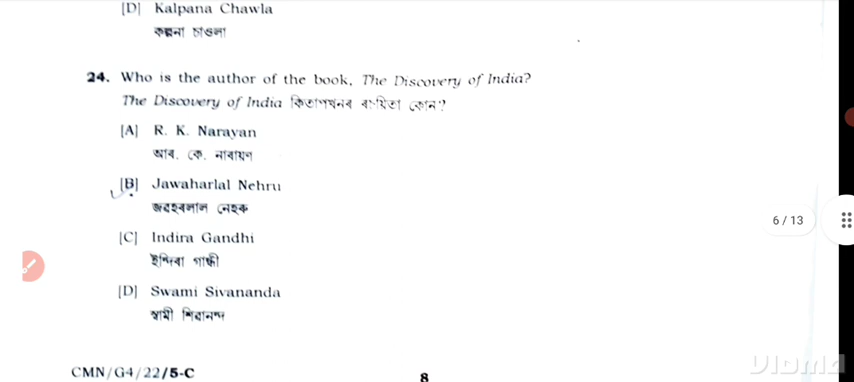 [D] Kalpana Chawla
কল্পনা চাওলা
24. Who is the author of the book, The Discovery of India?
The Discovery of India কিতাপখনৰ ৰচয়িতা কোন?
[A] R. K. Narayan
আৰ. কে. নাৰায়ণ
[B] Jawaharlal Nehru
জৱহৰলাল নেহৰু
[C] Indira Gandhi
ইন্দিৰা গান্ধী
6 / 13
[D] Swami Sivananda
স্বামী শিৱানন্দ
CMN/G4/22/5-C
8